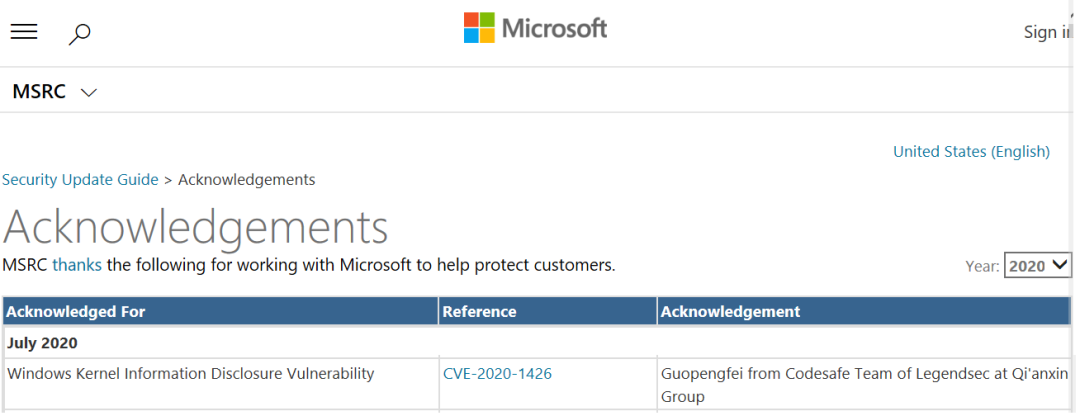 Microsoft
Sign in
MSRC
United States (English)
Security Update Guide > Acknowledgements
Acknowledgements
MSRC thanks the following for working with Microsoft to help protect customers.
Year: 2020
Acknowledged For Reference Acknowledgement
July 2020
Windows Kernel Information Disclosure Vulnerability CVE-2020-1426 Guopengfei from Codesafe Team of Legendsec at Qi'anxin
Group